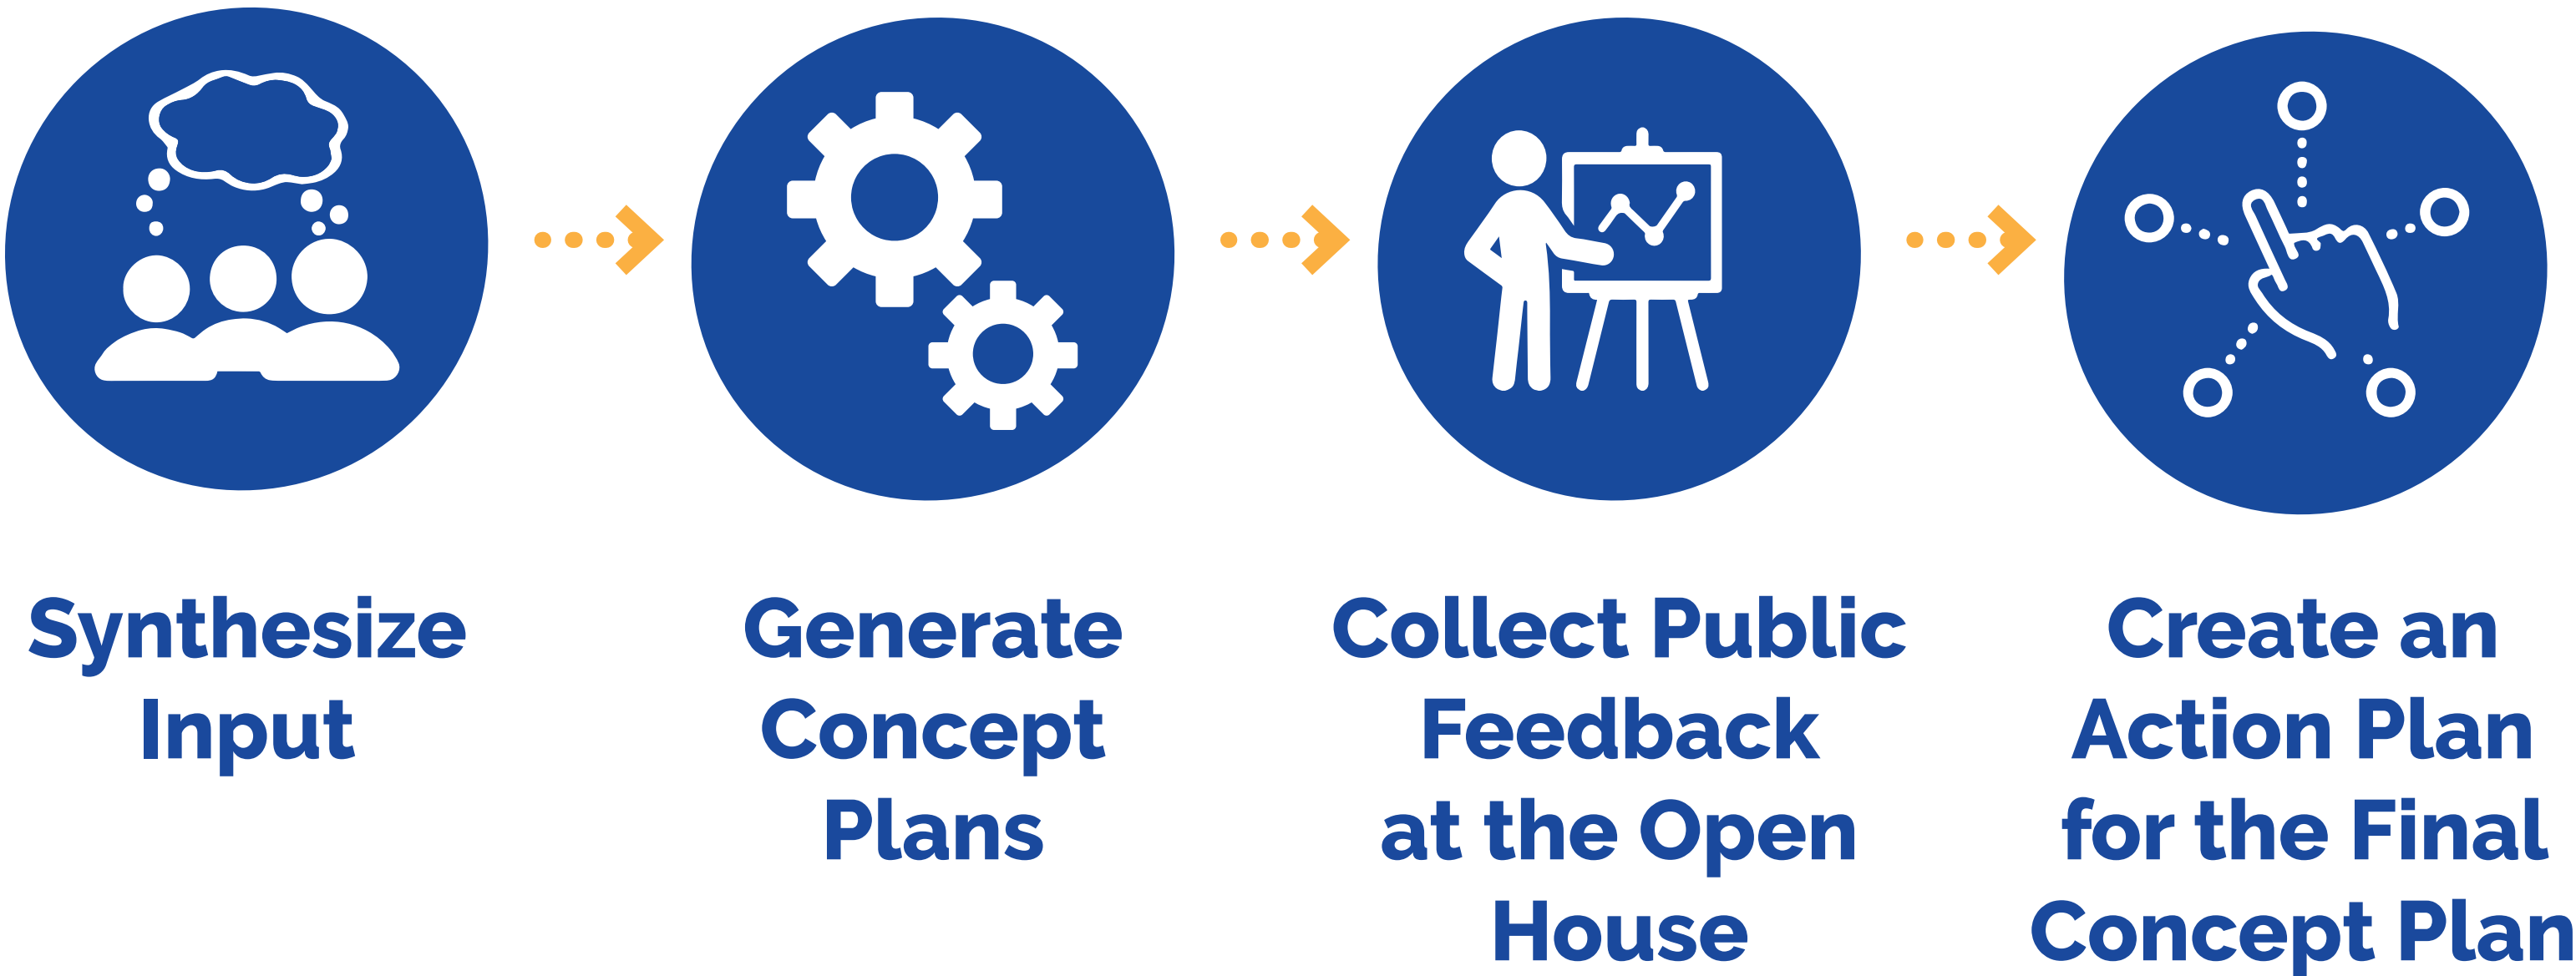 Synthesize
Input
Generate
Concept
Plans
Collect Public
Feedback
at the Open
House
Create an
Action Plan
for the Final
Concept Plan